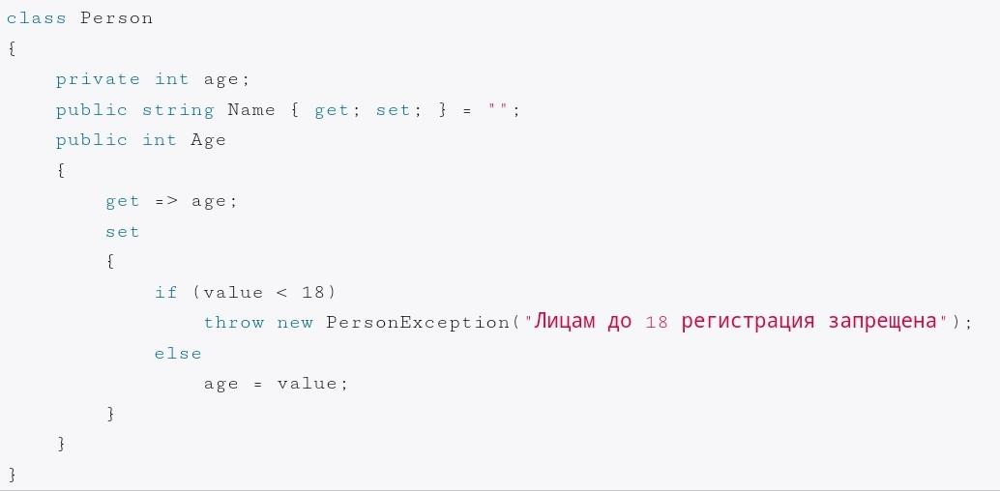 class Person
{
    private int age;
    public string Name { get; set; } = "";
    public int Age
    {
        get => age;
        set
        {
            if (value < 18)
                throw new PersonException("Лицам до 18 регистрация запрещена");
            else
                age = value;
        }
    }
}